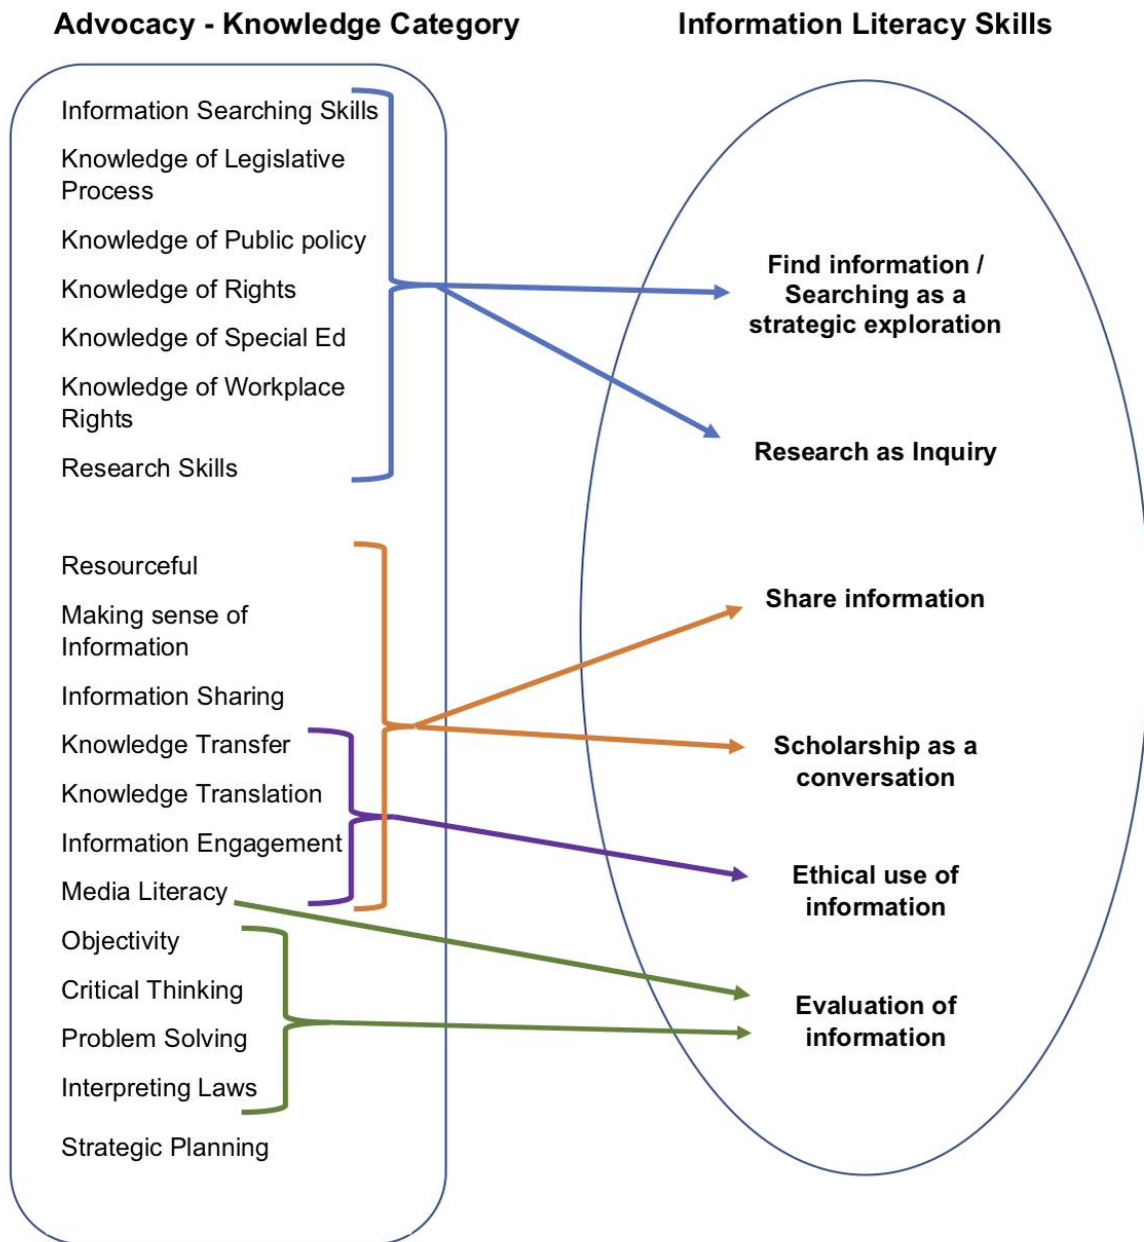 Advocacy - Knowledge Category
Information Literacy Skills
Information Searching Skills
Knowledge of Legislative
Process
Knowledge of Public policy
Knowledge of Rights
Knowledge of Special Ed
Knowledge of Workplace
Rights
Research Skills
Resourceful
Making sense of
Information
Information Sharing
Knowledge Transfer
Knowledge Translation
Information Engagement
Media Literacy
Objectivity
Critical Thinking
Problem Solving
Interpreting Laws
Strategic Planning
Find information /
Searching as a
strategic exploration
Research as Inquiry
Share information
Scholarship as a
conversation
Ethical use of
information
Evaluation of
information